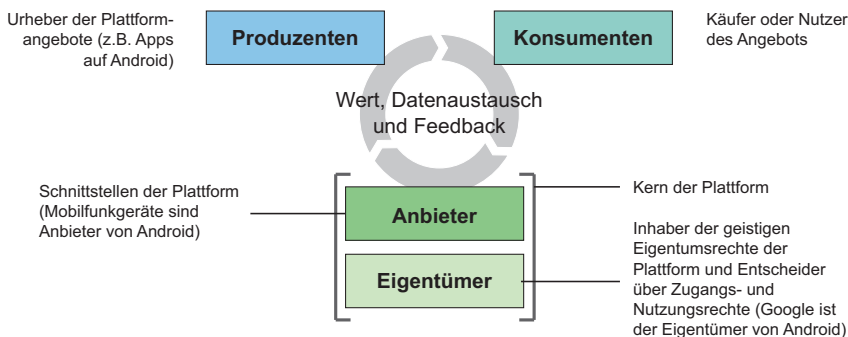 Urheber der Plattform-
angebote (z.B. Apps
auf Android)
Produzenten
Konsumenten
Käufer oder Nutzer
des Angebots
Wert, Datenaustausch
und Feedback
Schnittstellen der Plattform
(Mobilfunkgeräte sind
Anbieter von Android)
Anbieter
Kern der Plattform
Eigentümer
Inhaber der geistigen
Eigentumsrechte der
Plattform und Entscheider
über Zugangs- und
Nutzungsrechte (Google ist
der Eigentümer von Android)